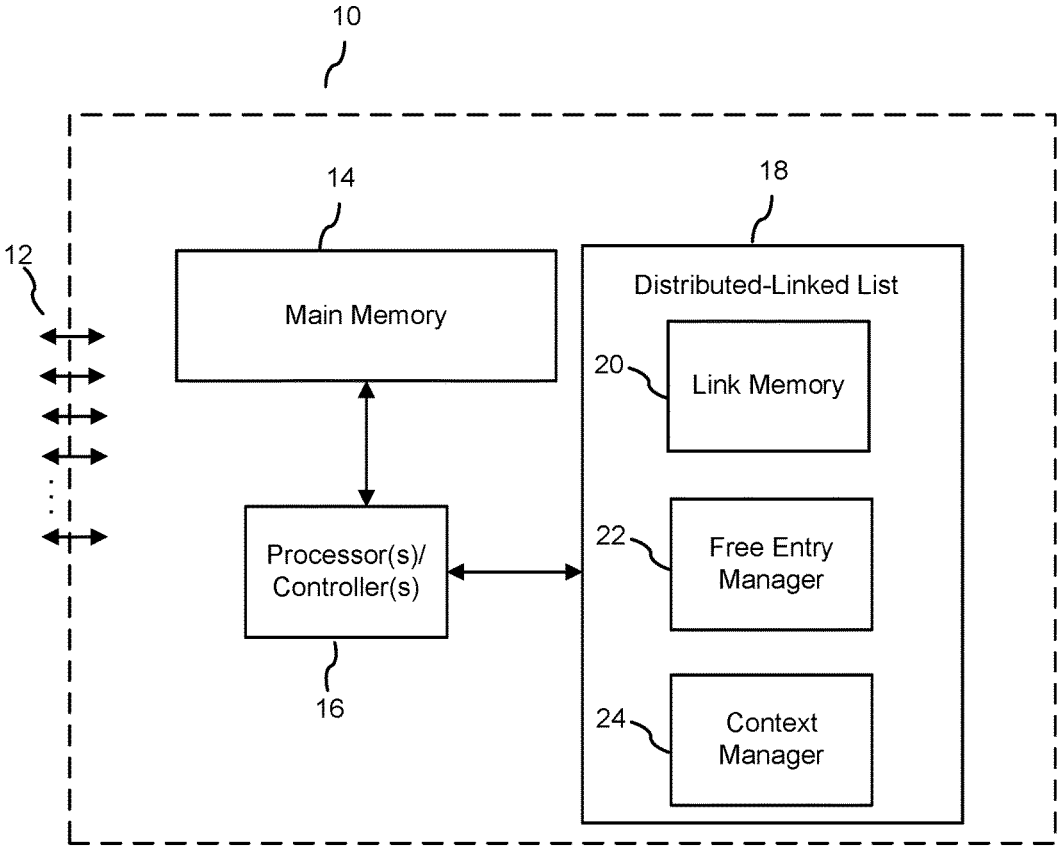 10
14
18
12
Main Memory
Distributed-Linked List
20
Link Memory
Processor(s)/
Controller(s)
22
Free Entry
Manager
16
24
Context
Manager